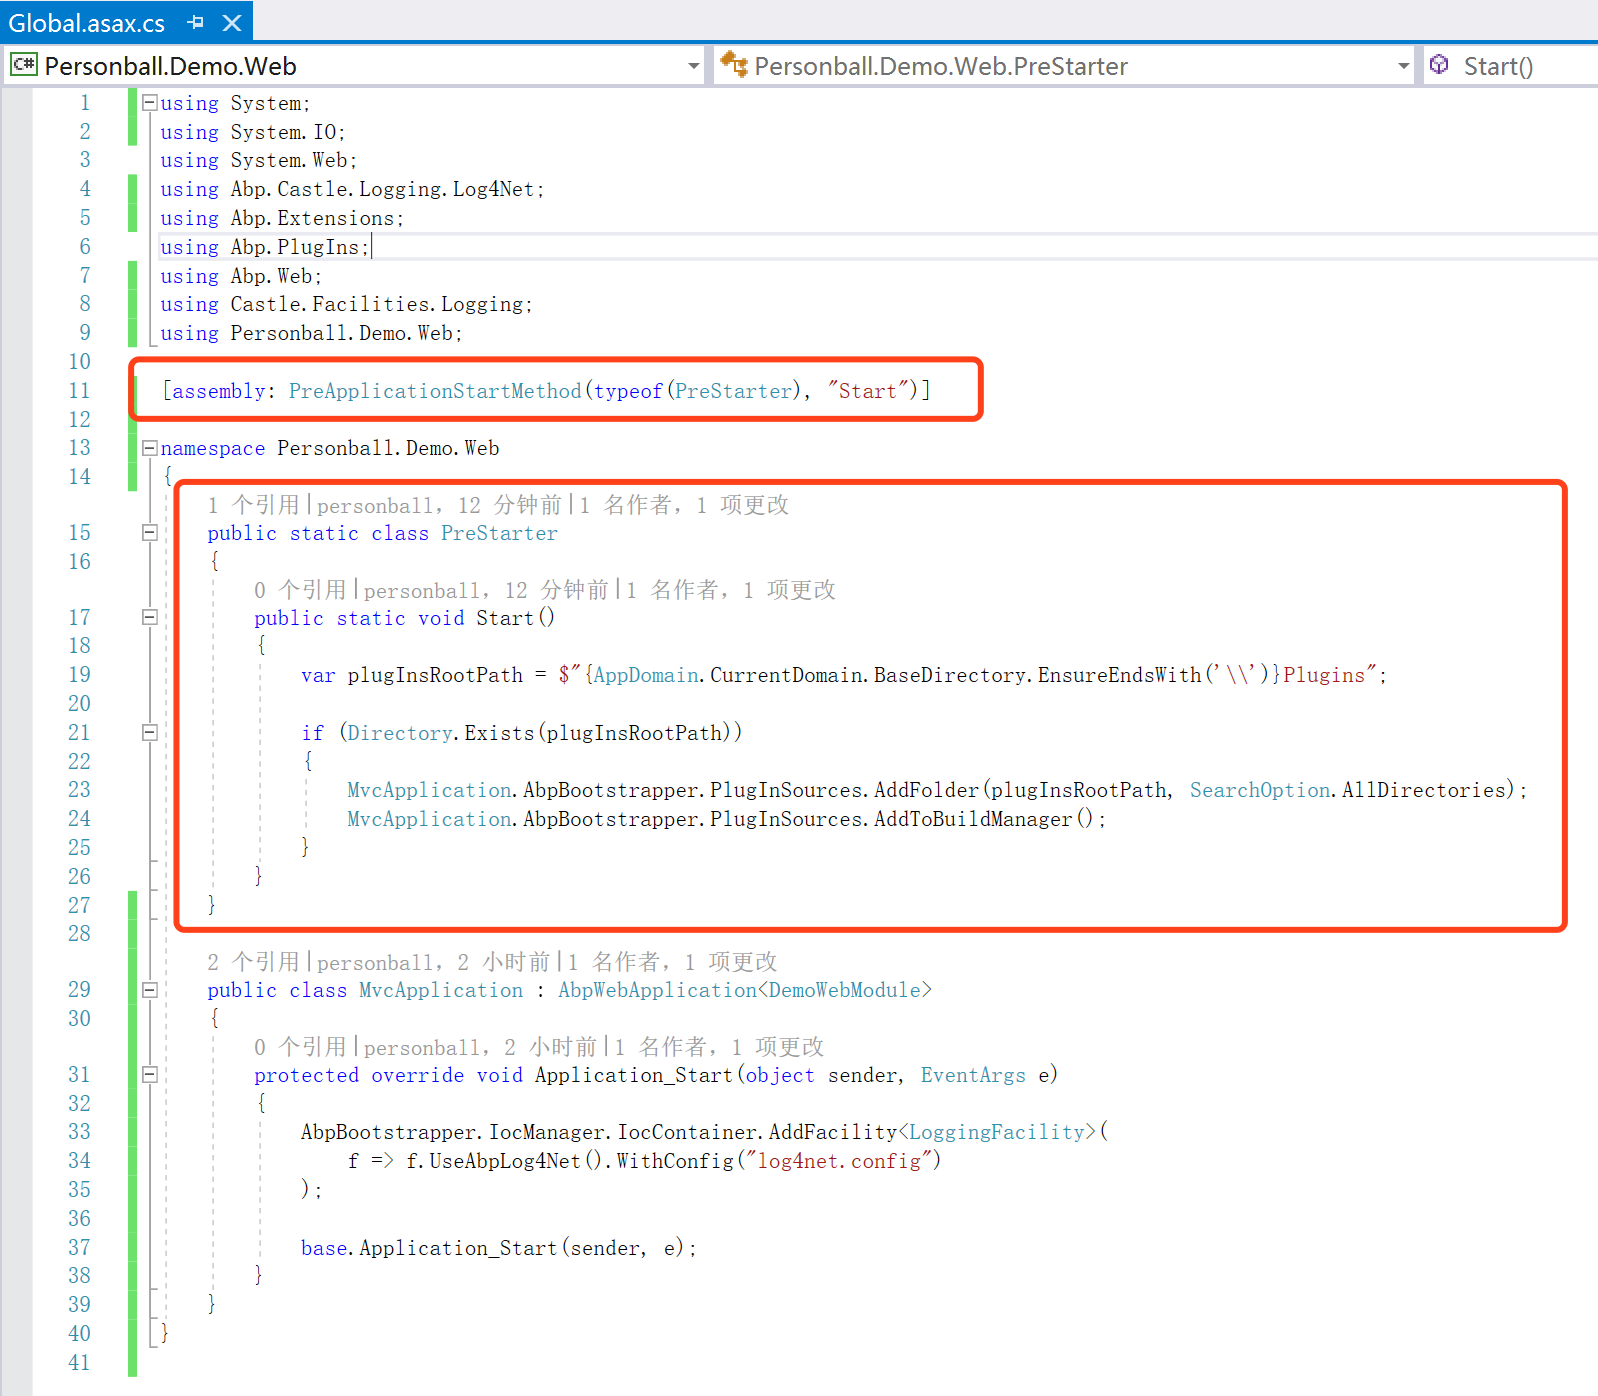 Global.asax.cs
C# Personball.Demo.Web Personball.Demo.Web.PreStarter Start()
1 using System;
2 using System.IO;
3 using System.Web;
4 using Abp.Castle.Logging.Log4Net;
5 using Abp.Extensions;
6 using Abp.PlugIns;
7 using Abp.Web;
8 using Castle.Facilities.Logging;
9 using Personball.Demo.Web;
10
11 [assembly: PreApplicationStartMethod(typeof(PreStarter), "Start")]
12
13 namespace Personball.Demo.Web
14 {
1 个引用|personball, 12 分钟前|1 名作者, 1 项更改
15 public static class PreStarter
16 {
0 个引用|personball, 12 分钟前|1 名作者, 1 项更改
17 public static void Start()
18 {
19 var plugInsRootPath = $"{AppDomain.CurrentDomain.BaseDirectory.EnsureEndsWith('\\')}Plugins";
20
21 if (Directory.Exists(plugInsRootPath))
22 {
23 MvcApplication.AbpBootstrapper.PlugInSources.AddFolder(plugInsRootPath, SearchOption.AllDirectories);
24 MvcApplication.AbpBootstrapper.PlugInSources.AddToBuildManager();
25 }
26 }
27 }
28
2 个引用|personball, 2 小时前|1 名作者, 1 项更改
29 public class MvcApplication : AbpWebApplication<DemoWebModule>
30 {
0 个引用|personball, 2 小时前|1 名作者, 1 项更改
31 protected override void Application_Start(object sender, EventArgs e)
32 {
33 AbpBootstrapper.IocManager.IocContainer.AddFacility<LoggingFacility>(
34 f => f.UseAbpLog4Net().WithConfig("log4net.config")
35 );
36
37 base.Application_Start(sender, e);
38 }
39 }
40 }
41